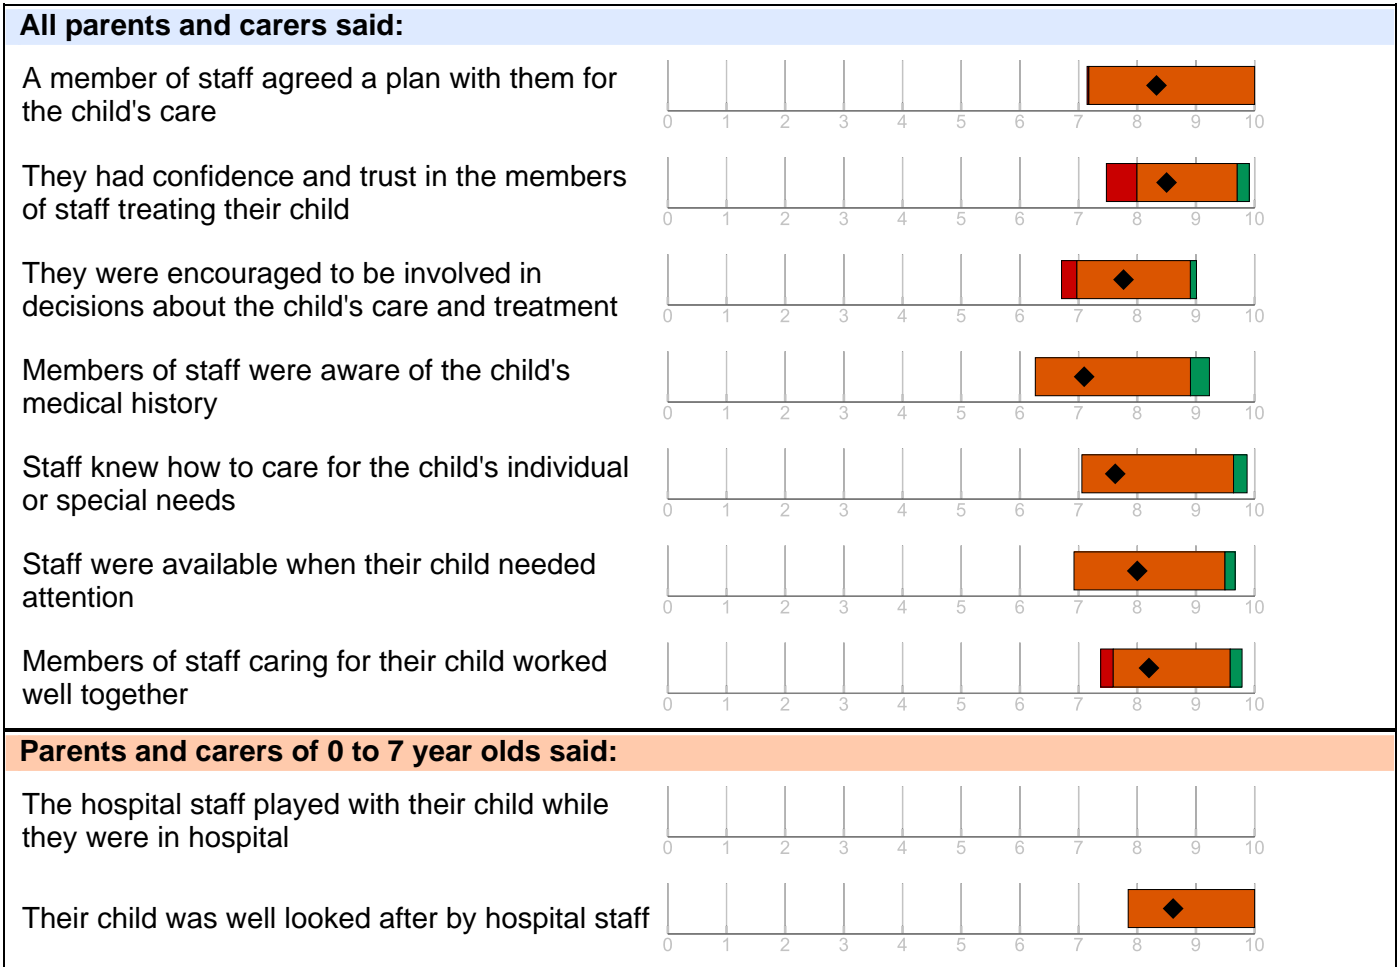 All parents and carers said:
A member of staff agreed a plan with them for
the child's care
0 1 2 3 4 5 6 7 8 9 10
They had confidence and trust in the members
of staff treating their child
0 1 2 3 4 5 6 7 8 9 10
They were encouraged to be involved in
decisions about the child's care and treatment
0 1 2 3 4 5 6 7 8 9 10
Members of staff were aware of the child's
medical history
0 1 2 3 4 5 6 7 8 9 10
Staff knew how to care for the child's individual
or special needs
0 1 2 3 4 5 6 7 8 9 10
Staff were available when their child needed
attention
0 1 2 3 4 5 6 7 8 9 10
Members of staff caring for their child worked
well together
0 1 2 3 4 5 6 7 8 9 10
Parents and carers of 0 to 7 year olds said:
The hospital staff played with their child while
they were in hospital
0 1 2 3 4 5 6 7 8 9 10
Their child was well looked after by hospital staff
0 1 2 3 4 5 6 7 8 9 10